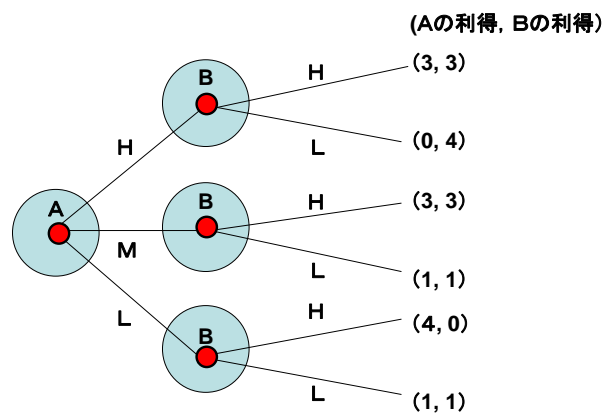 (Aの利得, Bの利得)
B
H
(3, 3)
H
L
(0, 4)
A
B
H
(3, 3)
M
L
(1, 1)
L
B
H
(4, 0)
L
(1, 1)